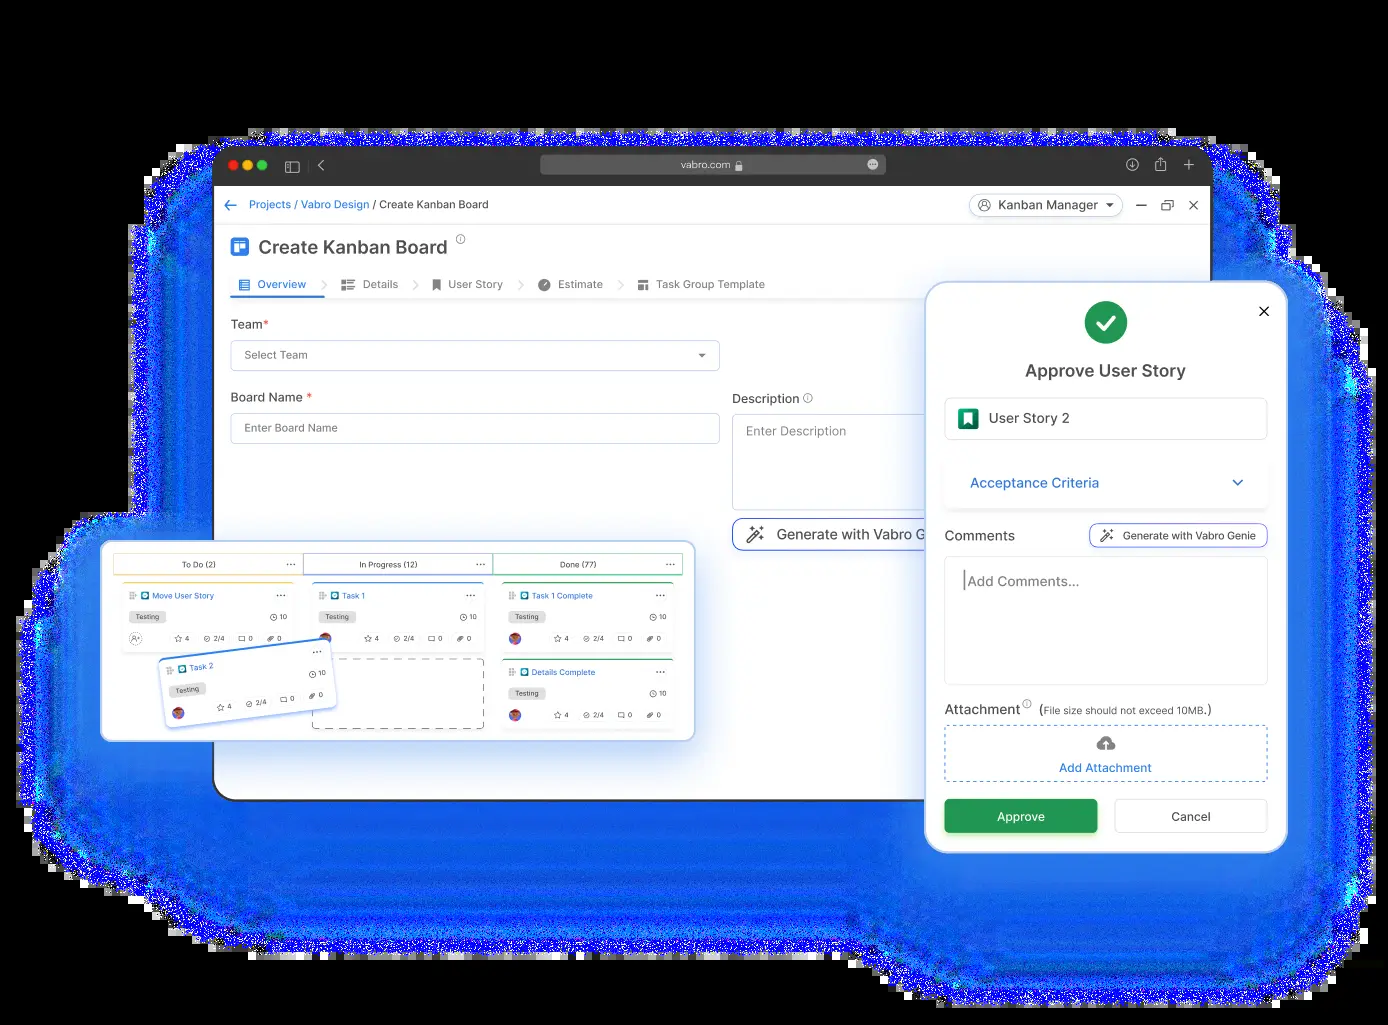 vabro.com
Projects / Vabro Design / Create Kanban Board
Kanban Manager
Create Kanban Board
Overview
Details
User Story
Estimate
Task Group Template
Team*
Select Team
Board Name *
Enter Board Name
Description
Enter Description
Generate with Vabro G
To Do (2)
In Progress (12)
Done (77)
Move User Story
Testing
10
4
2/4
0
0
Task 2
Testing
10
4
2/4
0
0
Task 1
Testing
10
4
2/4
0
0
Task 1 Complete
Testing
10
4
2/4
0
0
Details Complete
Testing
10
4
2/4
0
0
Approve User Story
User Story 2
Acceptance Criteria
Comments
Generate with Vabro Genie
Add Comments...
Attachment (File size should not exceed 10MB.)
Add Attachment
Approve
Cancel